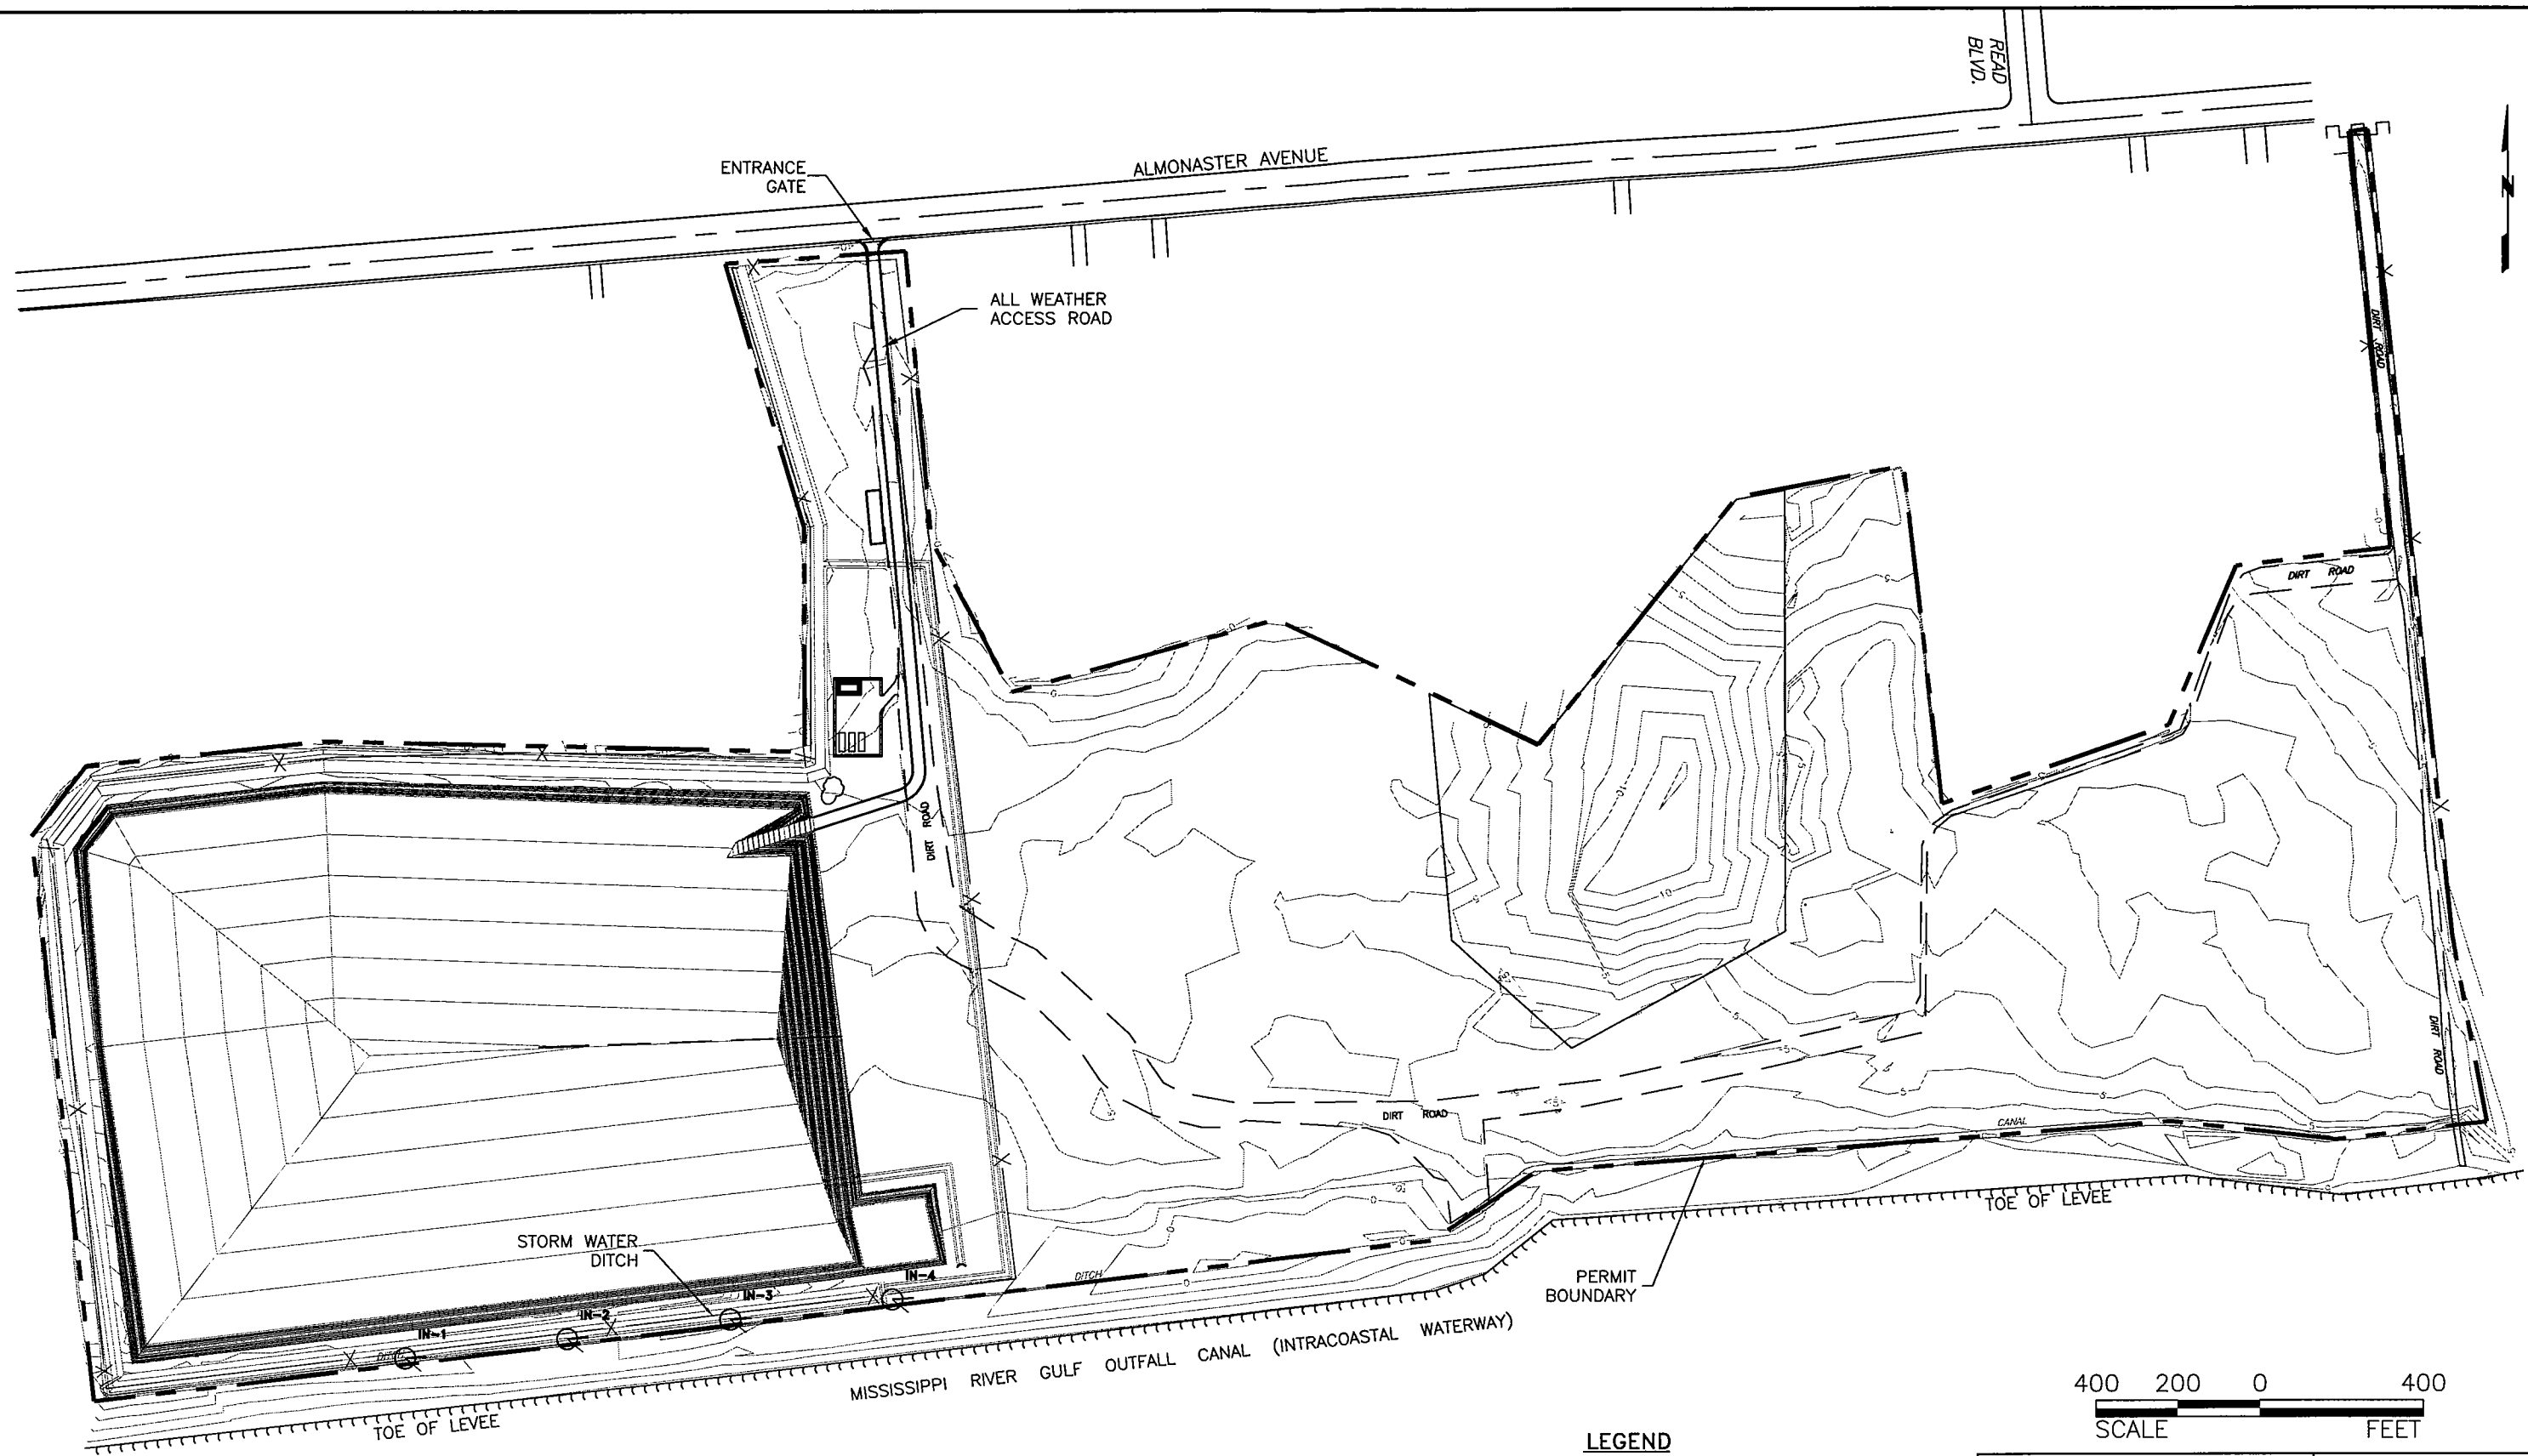 READ
BLVD.
ENTRANCE
GATE
ALMONASTER AVENUE
N
ALL WEATHER
ACCESS ROAD
DIRT ROAD
DIRT ROAD
DIRT ROAD
DIRT ROAD
DIRT ROAD
CANAL
TOE OF LEVEE
STORM WATER
DITCH
IN-4
IN-3
IN-2
IN-1
DITCH
DITCH
PERMIT
BOUNDARY
MISSISSIPPI RIVER GULF OUTFALL CANAL (INTRACOASTAL WATERWAY)
TOE OF LEVEE
400 200 0 400
SCALE FEET
LEGEND